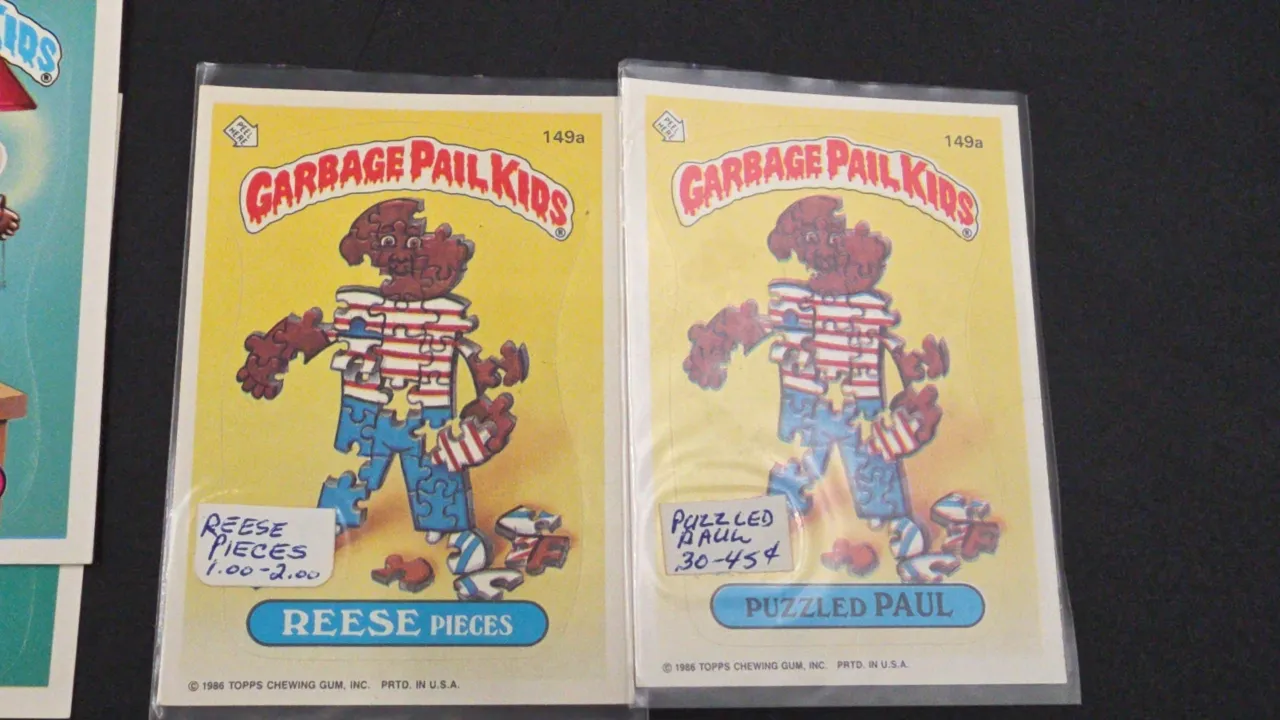 KIDS
®
PEEL HERE
149a
GARBAGE PAIL KIDS
®
REESE
PIECES
1.00-2.00
REESE PIECES
© 1986 TOPPS CHEWING GUM, INC. PRTD. IN U.S.A.
PEEL HERE
149a
GARBAGE PAIL KIDS
®
PUZZLED
PAUL
.30-45¢
PUZZLED PAUL
© 1986 TOPPS CHEWING GUM, INC. PRTD. IN U.S.A.